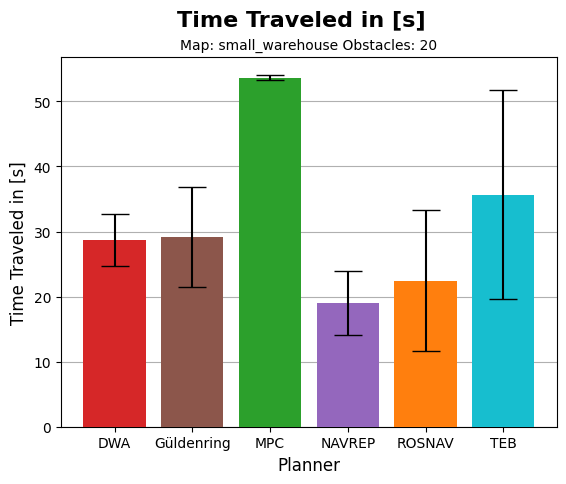 Time Traveled in [s]
Map: small_warehouse Obstacles: 20
Time Traveled in [s]
50
40
30
20
10
0
DWA Güldenring MPC NAVREP ROSNAV TEB
Planner